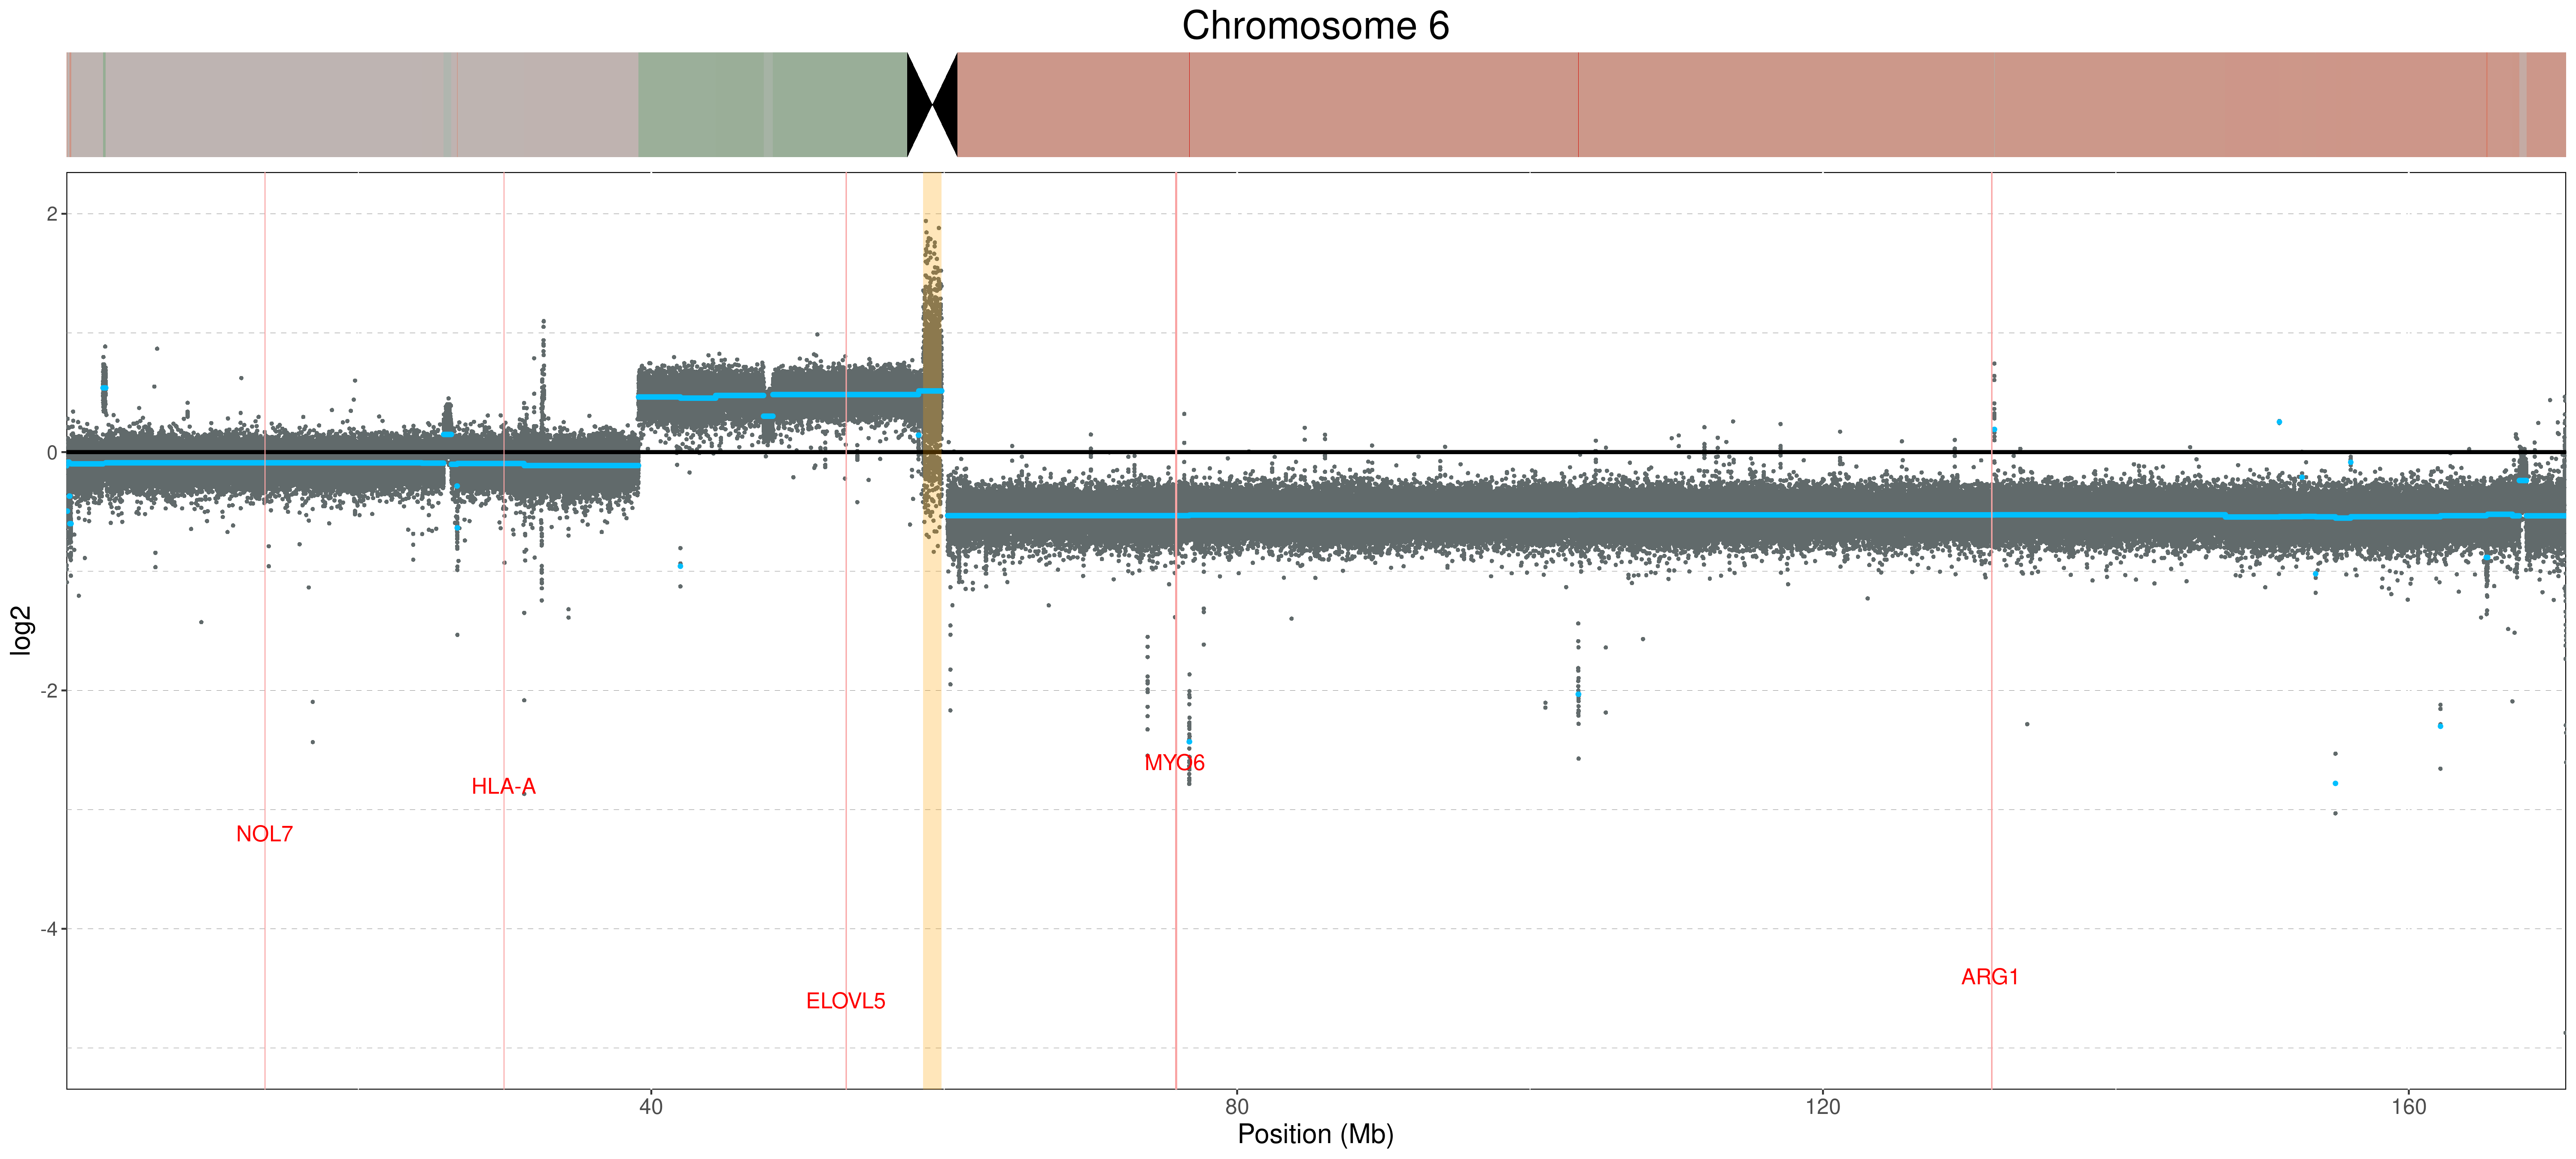 Chromosome 6
2
0
-2
-4
log2
MYO6
HLA-A
NOL7
ARG1
ELOVL5
40
80
120
160
Position (Mb)